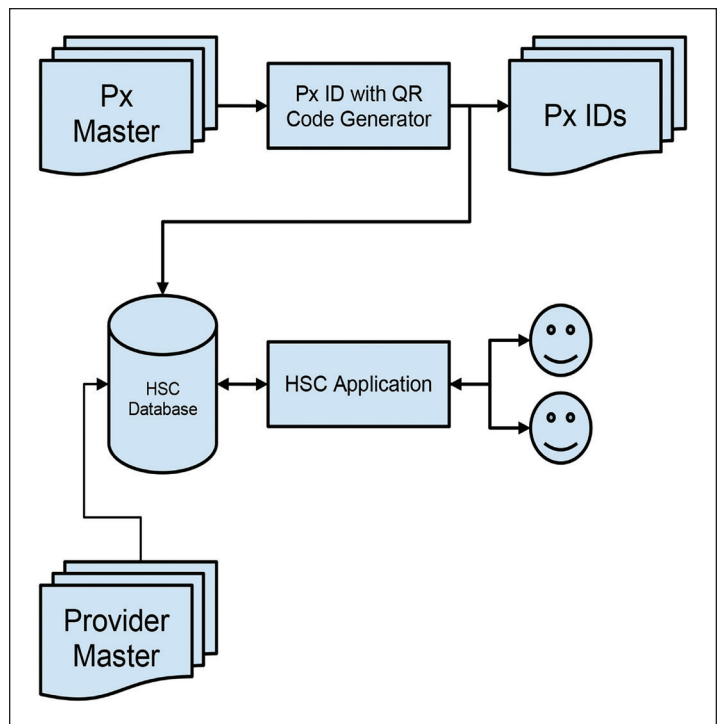 Px
Master
Px ID with QR
Code Generator
Px IDs
HSC
Database
HSC Application
Provider
Master